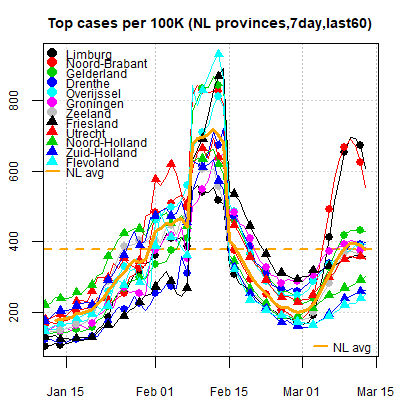 Top cases per 100K (NL provinces,7day,last60)
Limburg
Noord-Brabant
Gelderland
Drenthe
Overijssel
Groningen
Zeeland
Friesland
Utrecht
Noord-Holland
Zuid-Holland
Flevoland
NL avg
800
600
400
200
NL avg
Jan 15 Feb 01 Feb 15 Mar 01 Mar 15